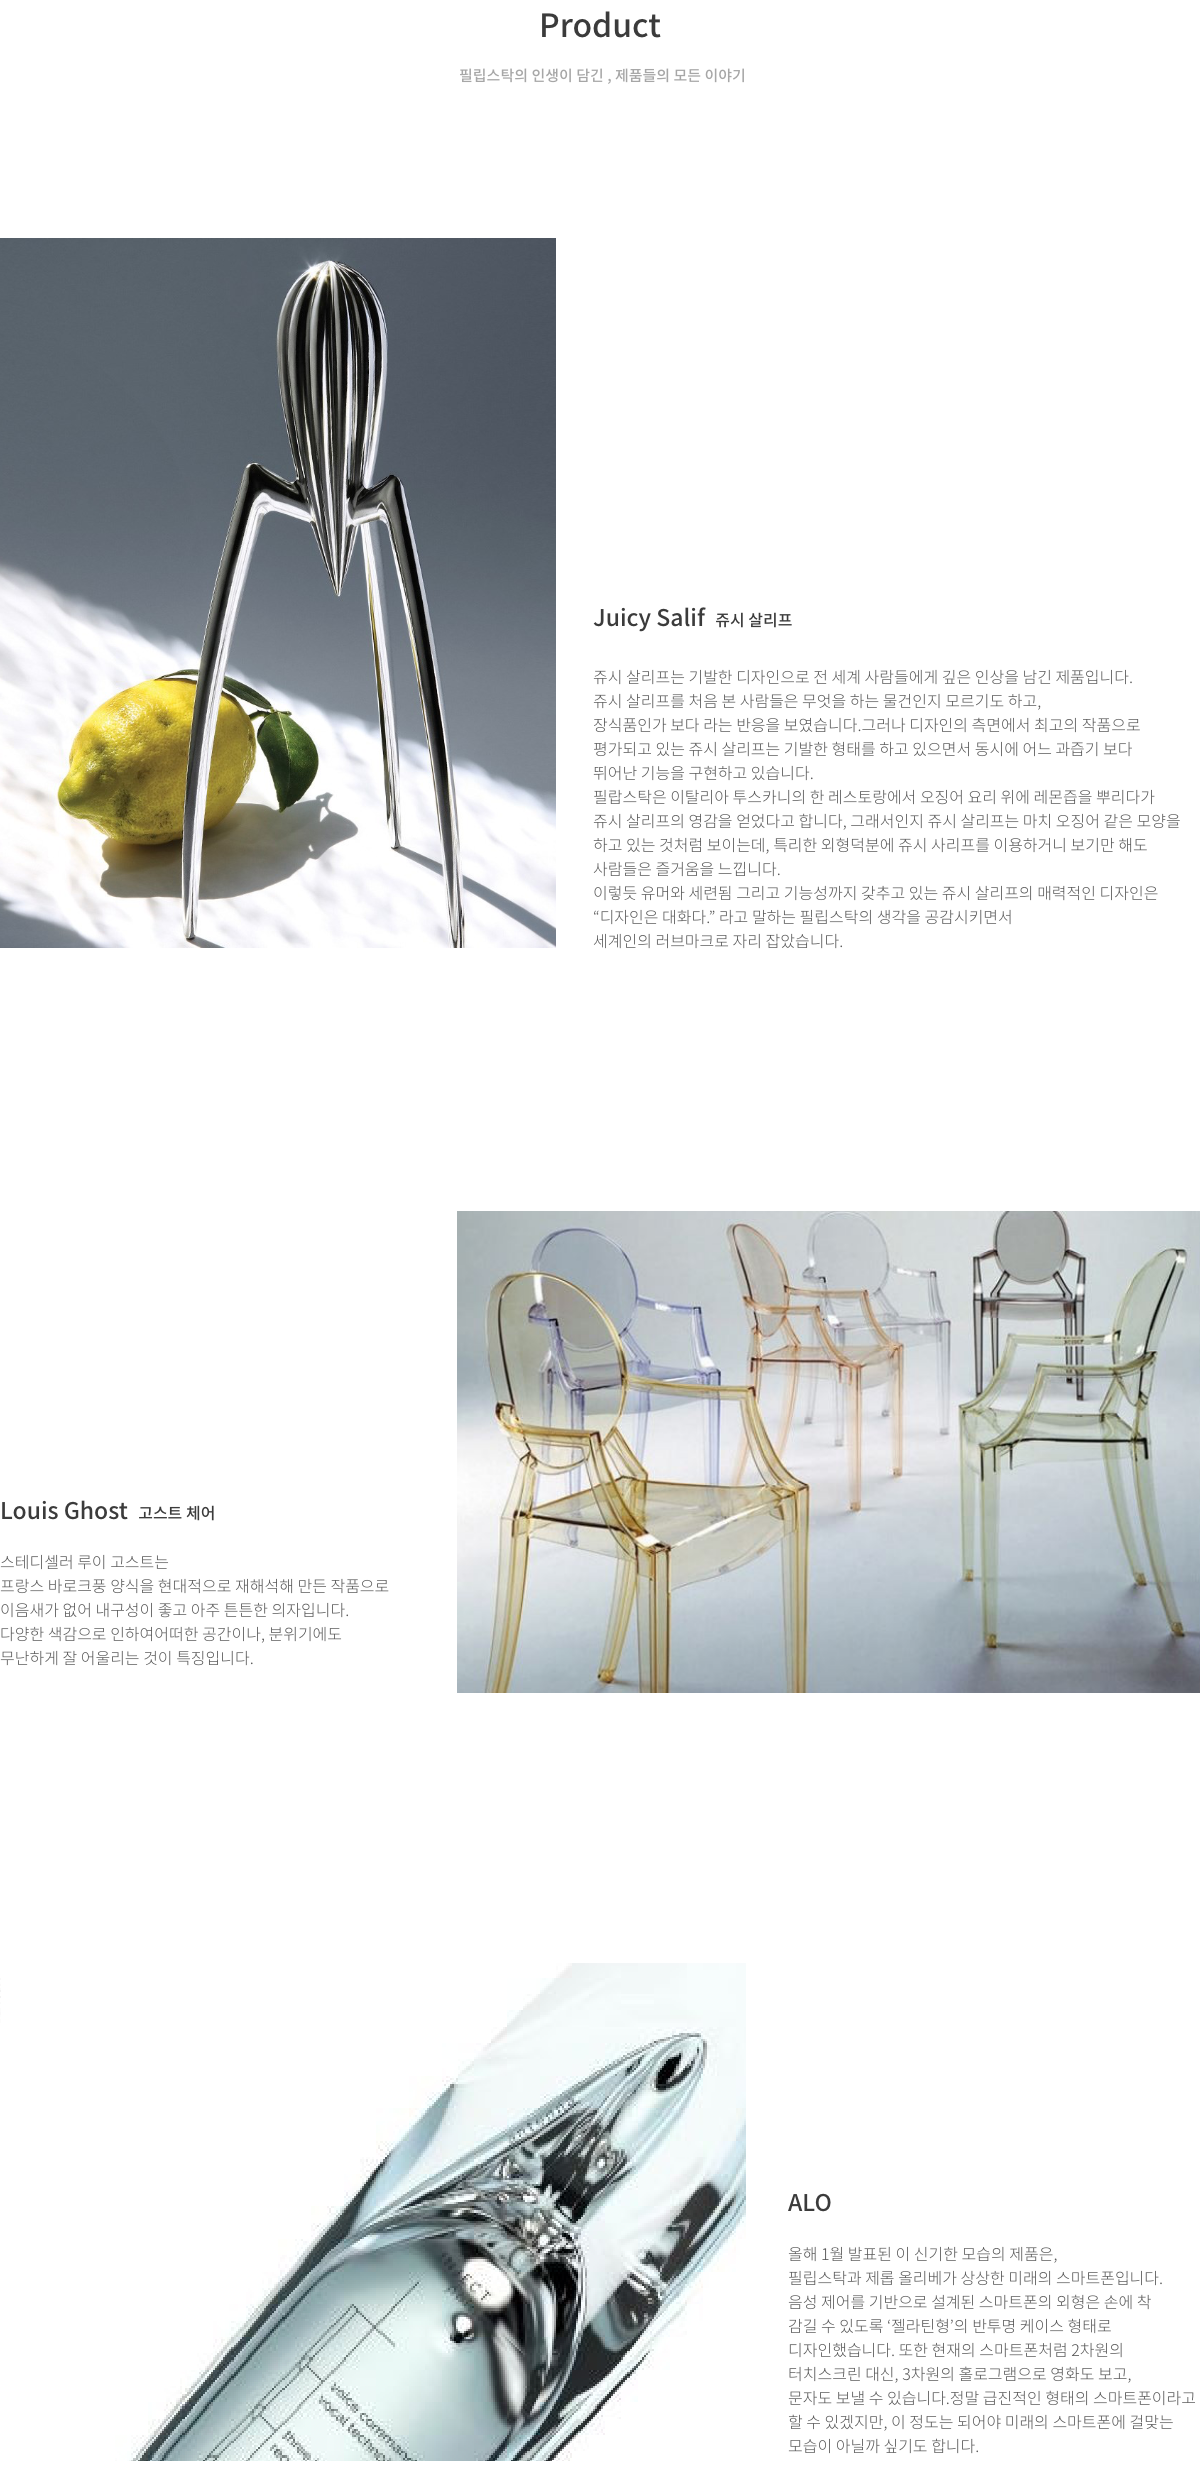 Product
필립스탁의 인생이 담긴 , 제품들의 모든 이야기
Juicy Salif 쥬시 살리프
쥬시 살리프는 기발한 디자인으로 전 세계 사람들에게 깊은 인상을 남긴 제품입니다.
쥬시 살리프를 처음 본 사람들은 무엇을 하는 물건인지 모르기도 하고,
장식품인가 보다 라는 반응을 보였습니다.그러나 디자인의 측면에서 최고의 작품으로
평가되고 있는 쥬시 살리프는 기발한 형태를 하고 있으면서 동시에 어느 과즙기 보다
뛰어난 기능을 구현하고 있습니다.
필랍스탁은 이탈리아 투스카니의 한 레스토랑에서 오징어 요리 위에 레몬즙을 뿌리다가
쥬시 살리프의 영감을 얻었다고 합니다, 그래서인지 쥬시 살리프는 마치 오징어 같은 모양을
하고 있는 것처럼 보이는데, 특리한 외형덕분에 쥬시 사리프를 이용하거니 보기만 해도
사람들은 즐거움을 느낍니다.
이렇듯 유머와 세련됨 그리고 기능성까지 갖추고 있는 쥬시 살리프의 매력적인 디자인은
“디자인은 대화다.” 라고 말하는 필립스탁의 생각을 공감시키면서
세계인의 러브마크로 자리 잡았습니다.
Louis Ghost 고스트 체어
스테디셀러 루이 고스트는
프랑스 바로크풍 양식을 현대적으로 재해석해 만든 작품으로
이음새가 없어 내구성이 좋고 아주 튼튼한 의자입니다.
다양한 색감으로 인하여어떠한 공간이나, 분위기에도
무난하게 잘 어울리는 것이 특징입니다.
voice comman
vocal technol
three
ALO
올해 1월 발표된 이 신기한 모습의 제품은,
필립스탁과 제롬 올리베가 상상한 미래의 스마트폰입니다.
음성 제어를 기반으로 설계된 스마트폰의 외형은 손에 착
감길 수 있도록 ‘젤라틴형’의 반투명 케이스 형태로
디자인했습니다. 또한 현재의 스마트폰처럼 2차원의
터치스크린 대신, 3차원의 홀로그램으로 영화도 보고,
문자도 보낼 수 있습니다.정말 급진적인 형태의 스마트폰이라고
할 수 있겠지만, 이 정도는 되어야 미래의 스마트폰에 걸맞는
모습이 아닐까 싶기도 합니다.